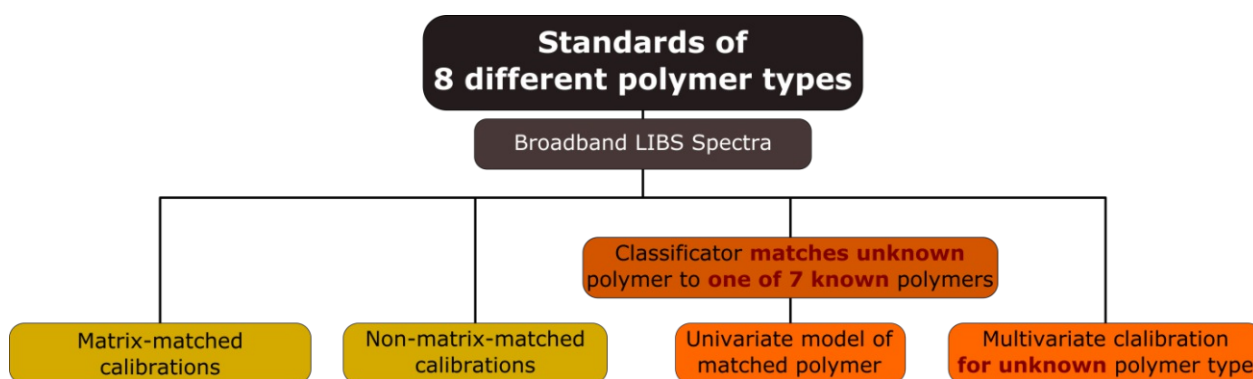 Standards of
8 different polymer types
Broadband LIBS Spectra
Classificator matches unknown
polymer to one of 7 known polymers
Matrix-matched
calibrations
Non-matrix-matched
calibrations
Univariate model of
matched polymer
Multivariate clalibration
for unknown polymer type